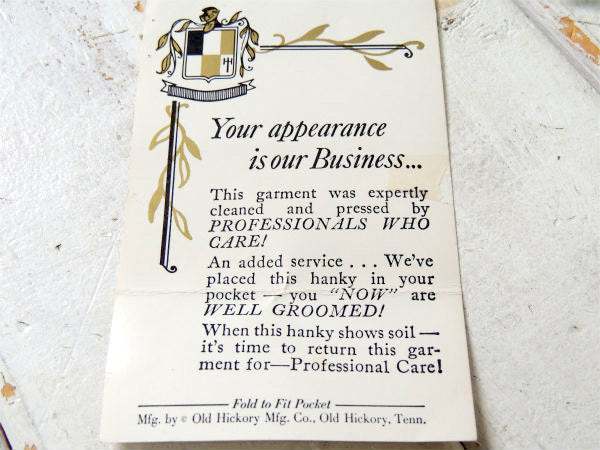 Your appearance
is our Business...
This garment was expertly
cleaned and pressed by
PROFESSIONALS WHO
CARE!
An added service . . . We've
placed this hanky in your
pocket — you "NOW" are
WELL GROOMED!
When this hanky shows soil —
it's time to return this gar-
ment for—Professional Care!
Fold to Fit Pocket
Mfg. by © Old Hickory Mfg. Co., Old Hickory, Tenn.